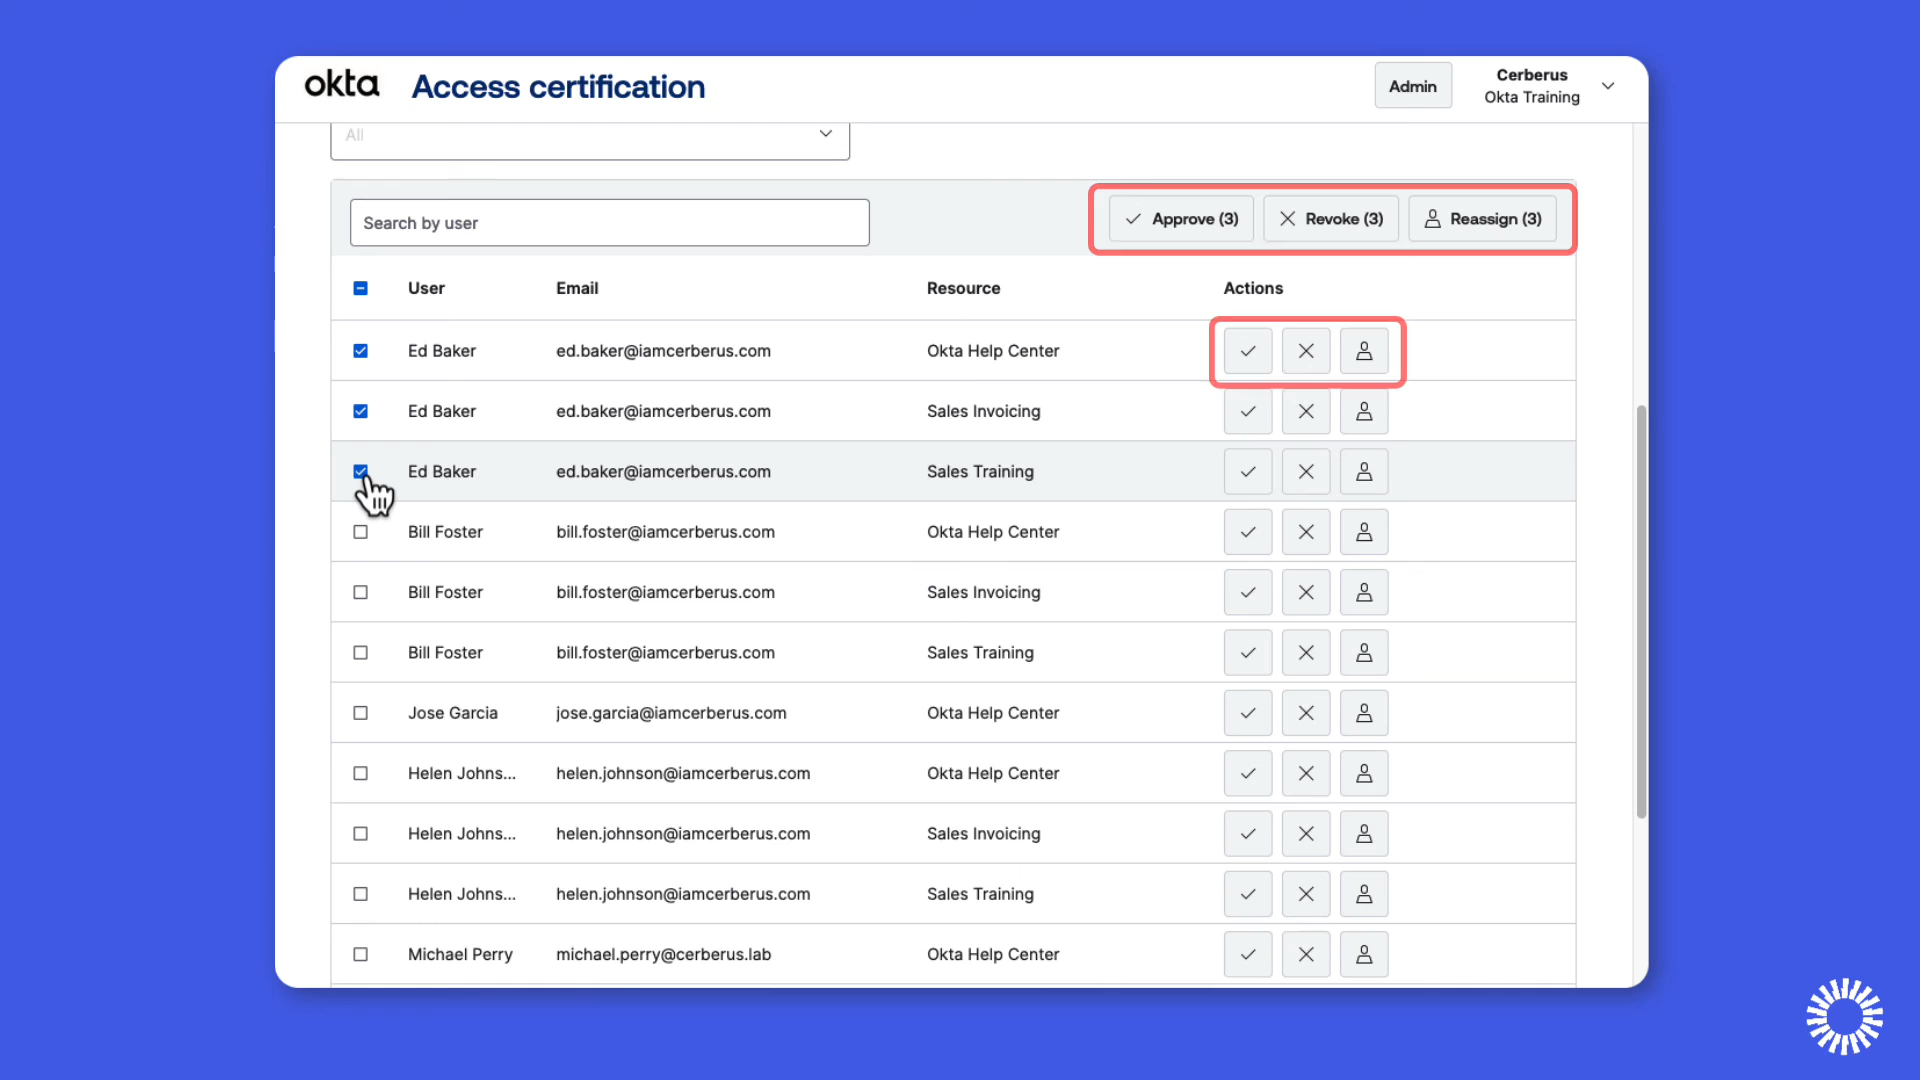 okta
Access certification
Admin
Cerberus
Okta Training
All
Search by user
Approve (3)
Revoke (3)
Reassign (3)
User Email Resource Actions
Ed Baker ed.baker@iamcerberus.com Okta Help Center
Ed Baker ed.baker@iamcerberus.com Sales Invoicing
Ed Baker ed.baker@iamcerberus.com Sales Training
Bill Foster bill.foster@iamcerberus.com Okta Help Center
Bill Foster bill.foster@iamcerberus.com Sales Invoicing
Bill Foster bill.foster@iamcerberus.com Sales Training
Jose Garcia jose.garcia@iamcerberus.com Okta Help Center
Helen Johns... helen.johnson@iamcerberus.com Okta Help Center
Helen Johns... helen.johnson@iamcerberus.com Sales Invoicing
Helen Johns... helen.johnson@iamcerberus.com Sales Training
Michael Perry michael.perry@cerberus.lab Okta Help Center